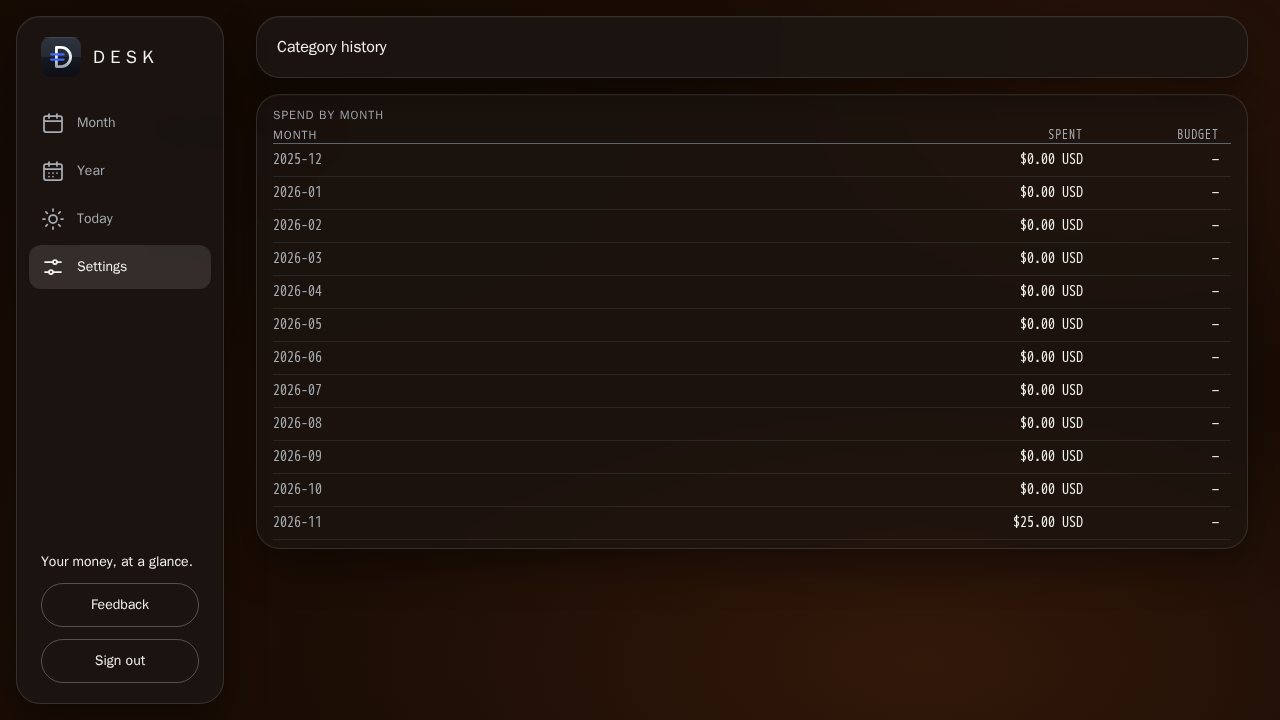 DESK
Month
Year
Today
Settings
Your money, at a glance.
Feedback
Sign out
Category history
SPEND BY MONTH
MONTH SPENT BUDGET
2025-12 $0.00 USD –
2026-01 $0.00 USD –
2026-02 $0.00 USD –
2026-03 $0.00 USD –
2026-04 $0.00 USD –
2026-05 $0.00 USD –
2026-06 $0.00 USD –
2026-07 $0.00 USD –
2026-08 $0.00 USD –
2026-09 $0.00 USD –
2026-10 $0.00 USD –
2026-11 $25.00 USD –